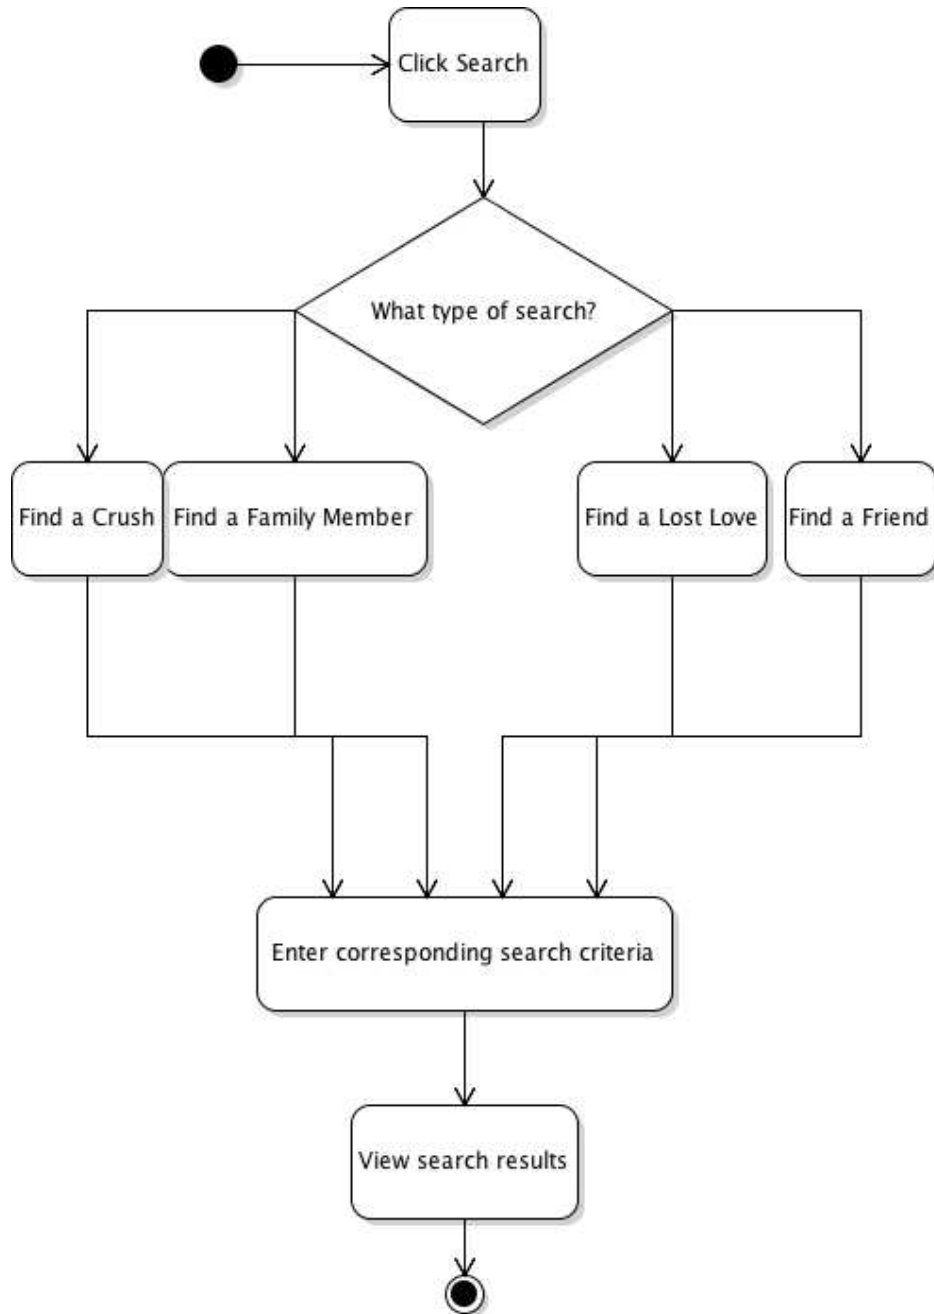 Click Search
What type of search?
Find a Crush
Find a Family Member
Find a Lost Love
Find a Friend
Enter corresponding search criteria
View search results